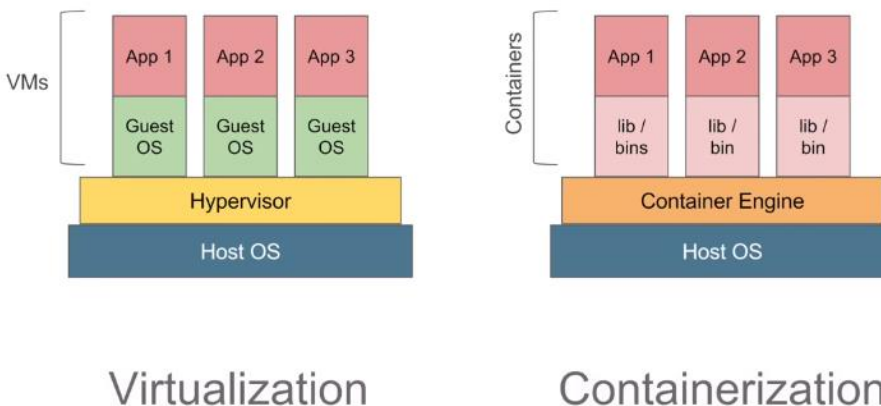 VMs
App 1
App 2
App 3
Guest
OS
Guest
OS
Guest
OS
Hypervisor
Host OS
Virtualization
Containers
App 1
App 2
App 3
lib /
bins
lib /
bin
lib /
bin
Container Engine
Host OS
Containerization